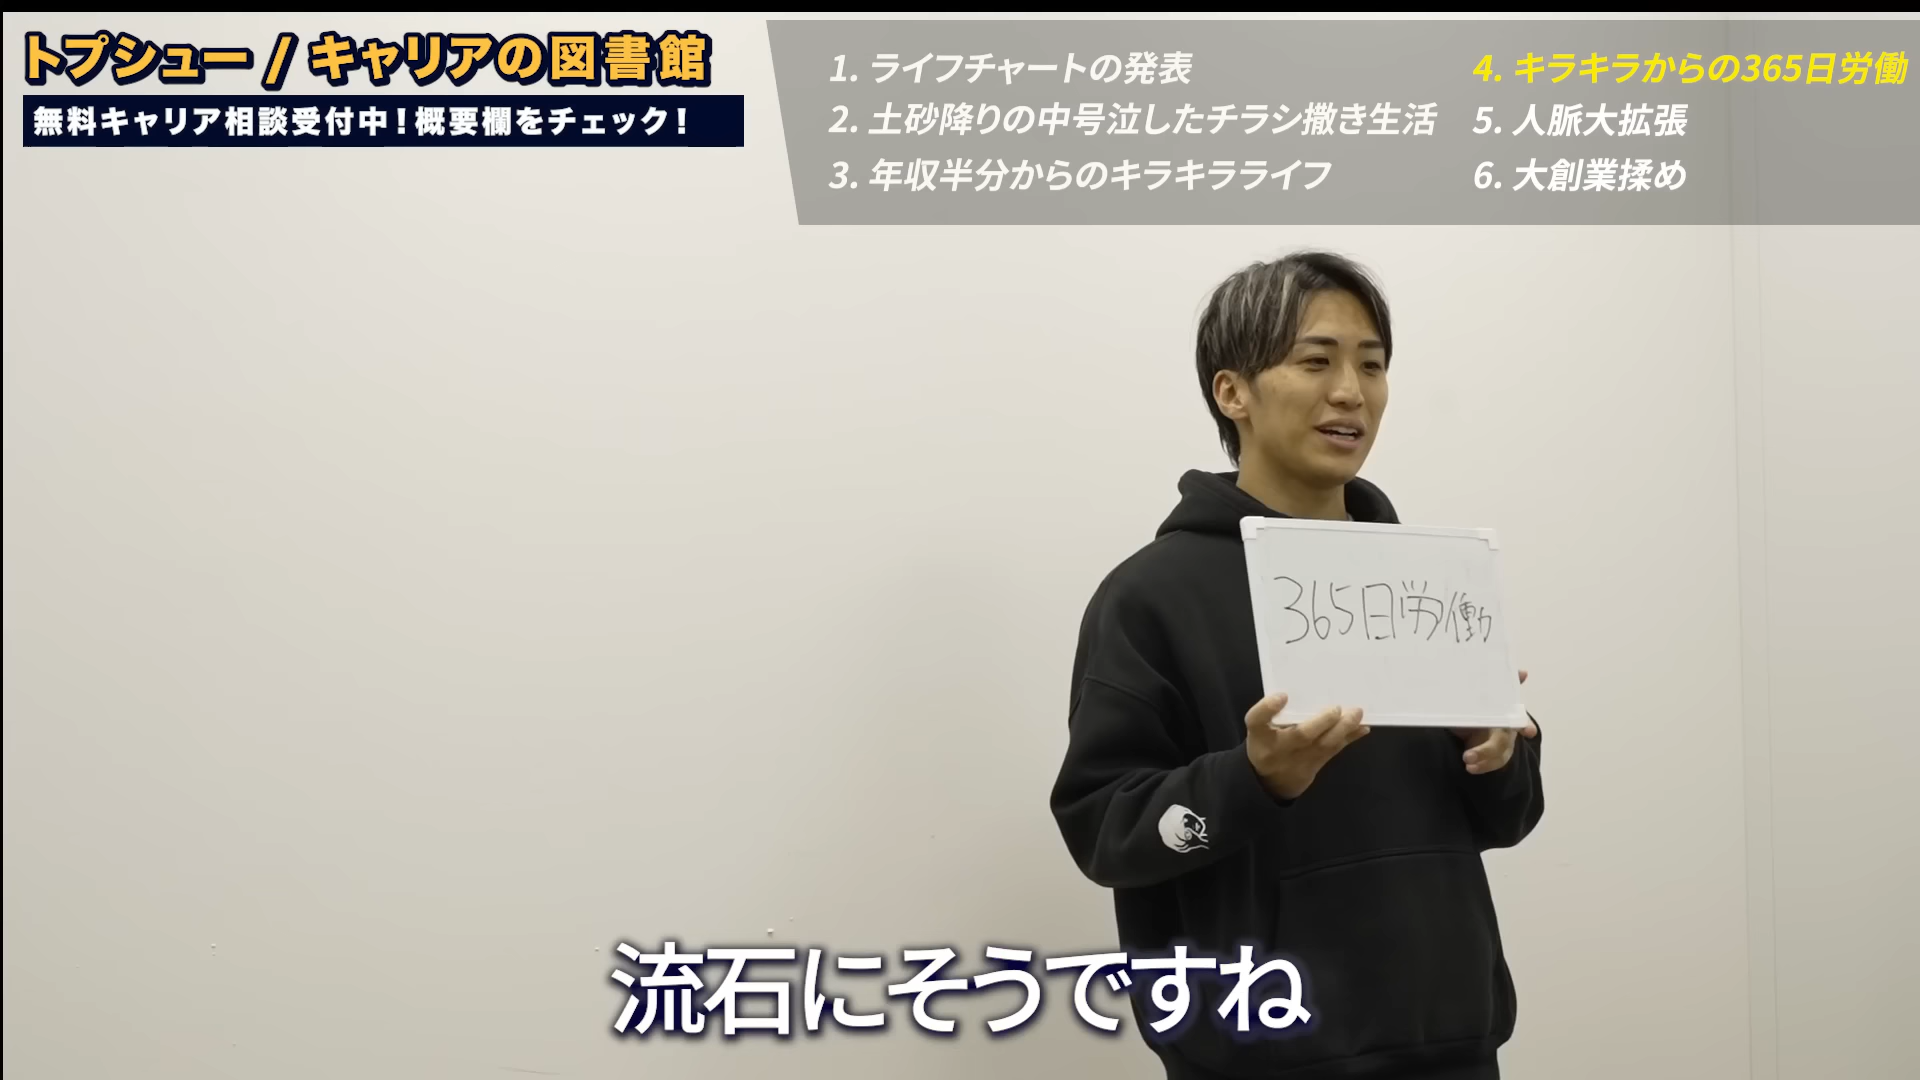 トプシュー / キャリアの図書館
無料キャリア相談受付中！概要欄をチェック！
1. ライフチャートの発表
2. 土砂降りの中号泣したチラシ撒き生活
3. 年収半分からのキラキラライフ
4. キラキラからの365日労働
5. 人脈大拡張
6. 大創業揉め
365日労働
流石にそうですね